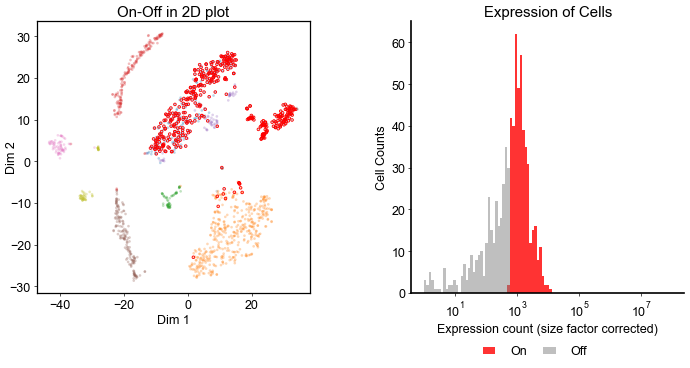 On-Off in 2D plot
Dim 2
30
20
10
0
−10
−20
−30
−40
−20
0
20
Dim 1
Expression of Cells
Cell Counts
60
50
40
30
20
10
0
10^1
10^3
10^5
10^7
Expression count (size factor corrected)
On
Off